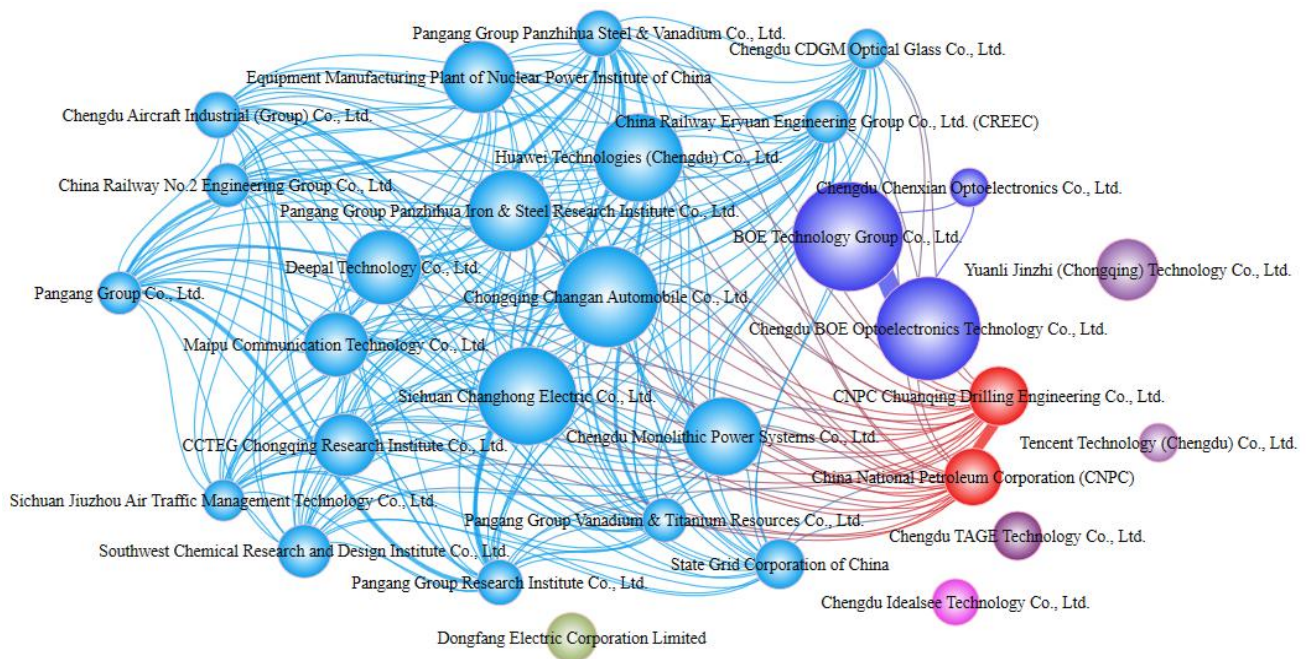 Pangang Group Panzhihua Steel & Vanadium Co., Ltd.
Chengdu CDGM Optical Glass Co., Ltd.
Equipment Manufacturing Plant of Nuclear Power Institute of China
Chengdu Aircraft Industrial (Group) Co., Ltd.
China Railway Eryuan Engineering Group Co., Ltd. (CREEC)
Huawei Technologies (Chengdu) Co., Ltd.
China Railway No.2 Engineering Group Co., Ltd.
Chengdu Chenxian Optoelectronics Co., Ltd.
Pangang Group Panzhihua Iron & Steel Research Institute Co., Ltd.
BOE Technology Group Co., Ltd.
Deepal Technology Co., Ltd.
Yuanli Jinzhi (Chongqing) Technology Co., Ltd.
Pangang Group Co., Ltd.
Chongqing Changan Automobile Co., Ltd.
Chengdu BOE Optoelectronics Technology Co., Ltd.
Maipu Communication Technology Co., Ltd.
Sichuan Changhong Electric Co., Ltd.
CNPC Chuanqing Drilling Engineering Co., Ltd.
Chengdu Monolithic Power Systems Co., Ltd.
CCTEG Chongqing Research Institute Co., Ltd.
Tencent Technology (Chengdu) Co., Ltd.
China National Petroleum Corporation (CNPC)
Sichuan Jiuzhou Air Traffic Management Technology Co., Ltd.
Pangang Group Vanadium & Titanium Resources Co., Ltd.
Chengdu TAGE Technology Co., Ltd.
Southwest Chemical Research and Design Institute Co., Ltd.
State Grid Corporation of China
Pangang Group Research Institute Co., Ltd.
Chengdu Idealsee Technology Co., Ltd.
Dongfang Electric Corporation Limited